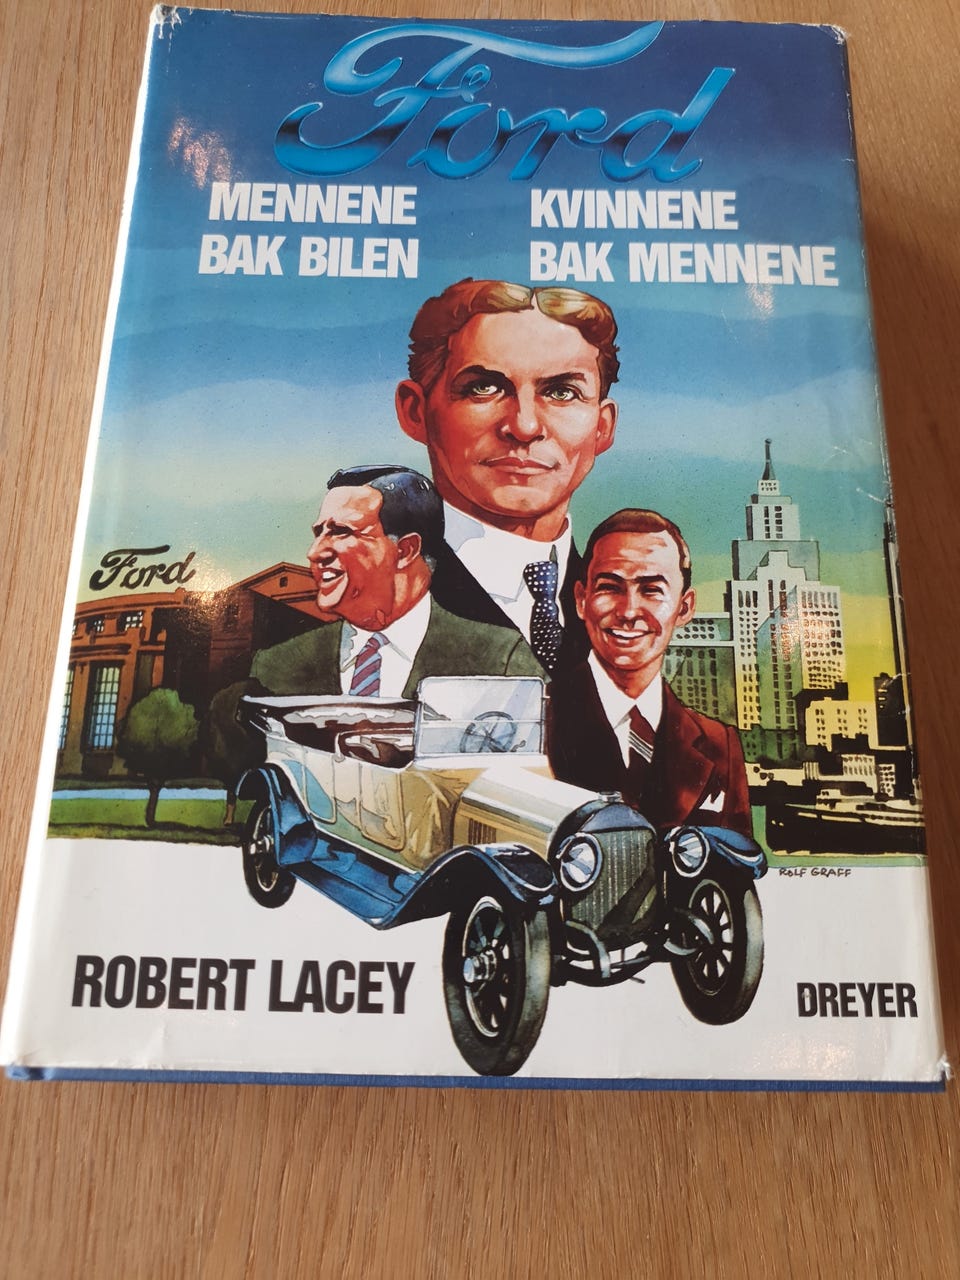 Ford
MENNENE
BAK BILEN
KVINNENE
BAK MENNENE
Ford
ROLF GRAFF
ROBERT LACEY
DREYER